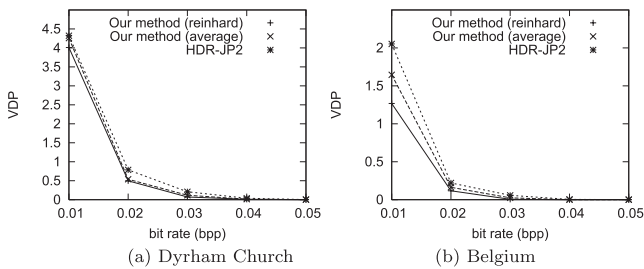 Our method (reinhard)
Our method (average)
HDR-JP2
VDP
5
4.5
4
3.5
3
2.5
2
1.5
1
0.5
0
0.01 0.02 0.03 0.04 0.05
bit rate (bpp)
(a) Dyrham Church
Our method (reinhard)
Our method (average)
HDR-JP2
VDP
2
1.5
1
0.5
0
0.01 0.02 0.03 0.04 0.05
bit rate (bpp)
(b) Belgium